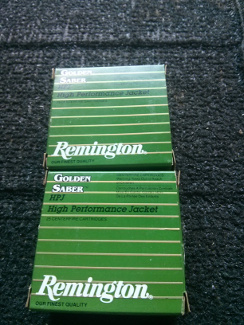 GOLDEN
SABER
High Performance Jacket
Remington
OUR FINEST QUALITY
GOLDEN
SABER
HPJ
High Performance Jacket
Remington
OUR FINEST QUALITY